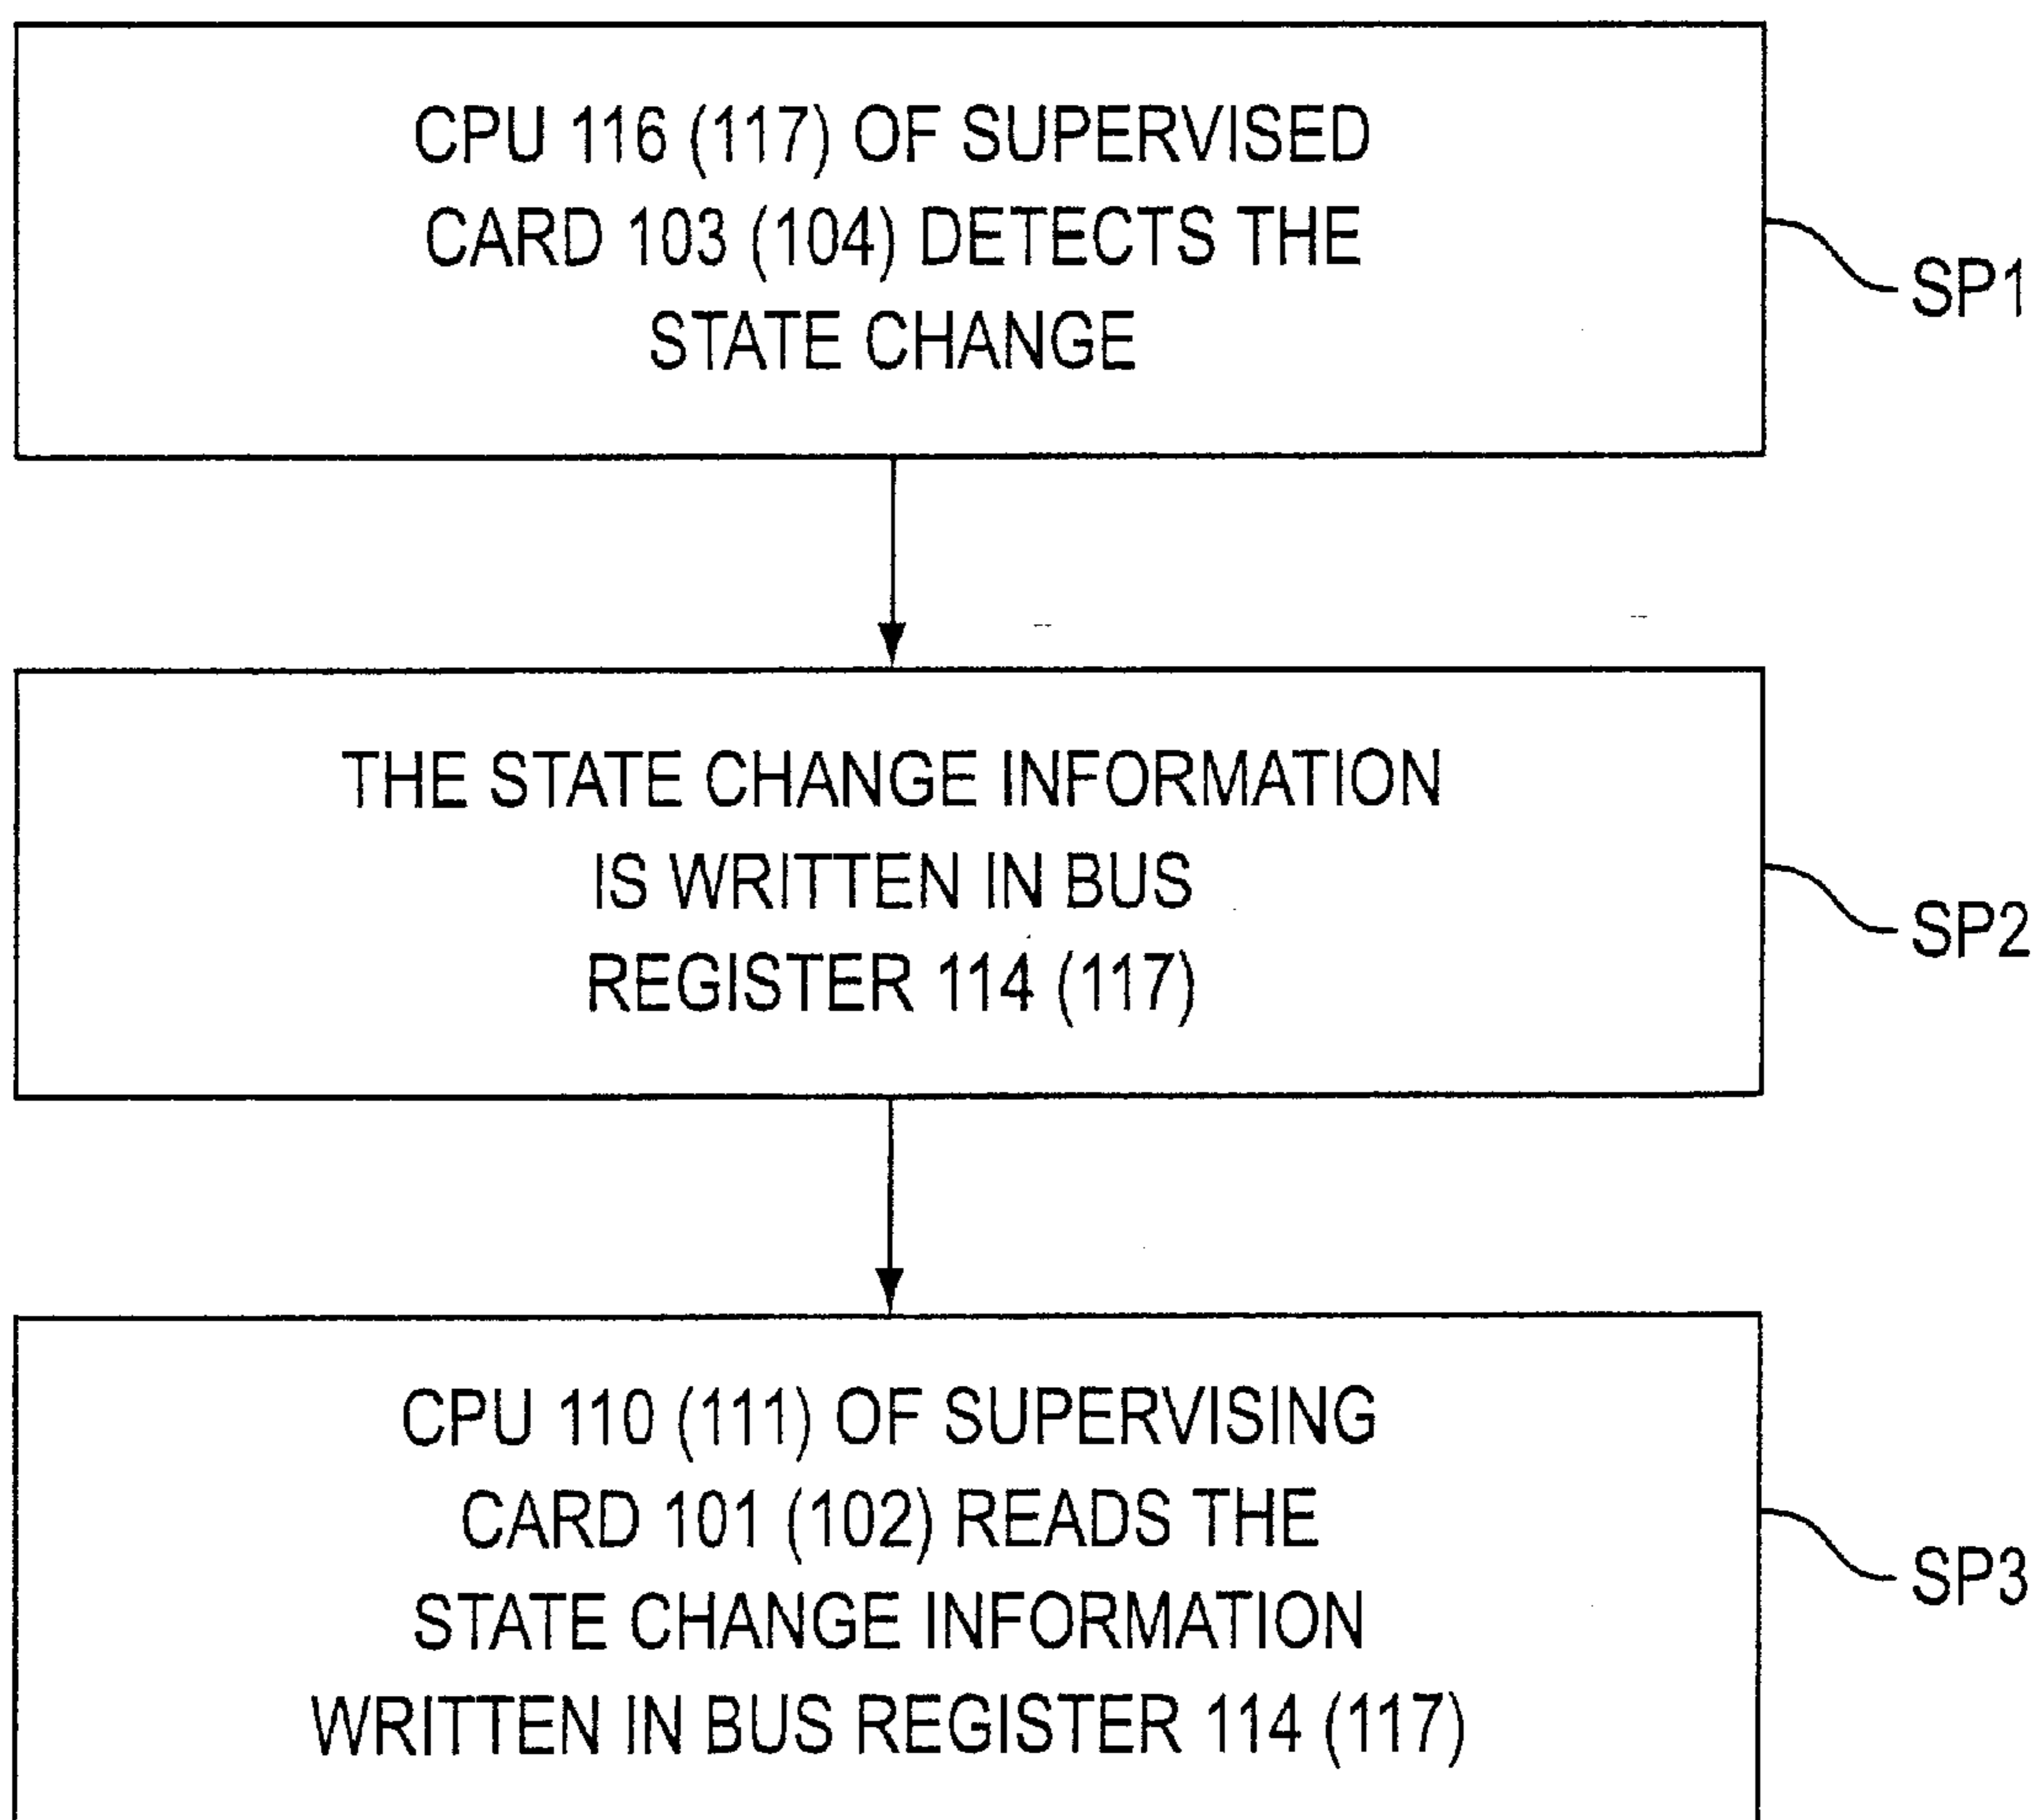 CPU 116 (117) OF SUPERVISED
CARD 103 (104) DETECTS THE
STATE CHANGE
SP1
THE STATE CHANGE INFORMATION
IS WRITTEN IN BUS
REGISTER 114 (117)
SP2
CPU 110 (111) OF SUPERVISING
CARD 101 (102) READS THE
STATE CHANGE INFORMATION
WRITTEN IN BUS REGISTER 114 (117)
SP3